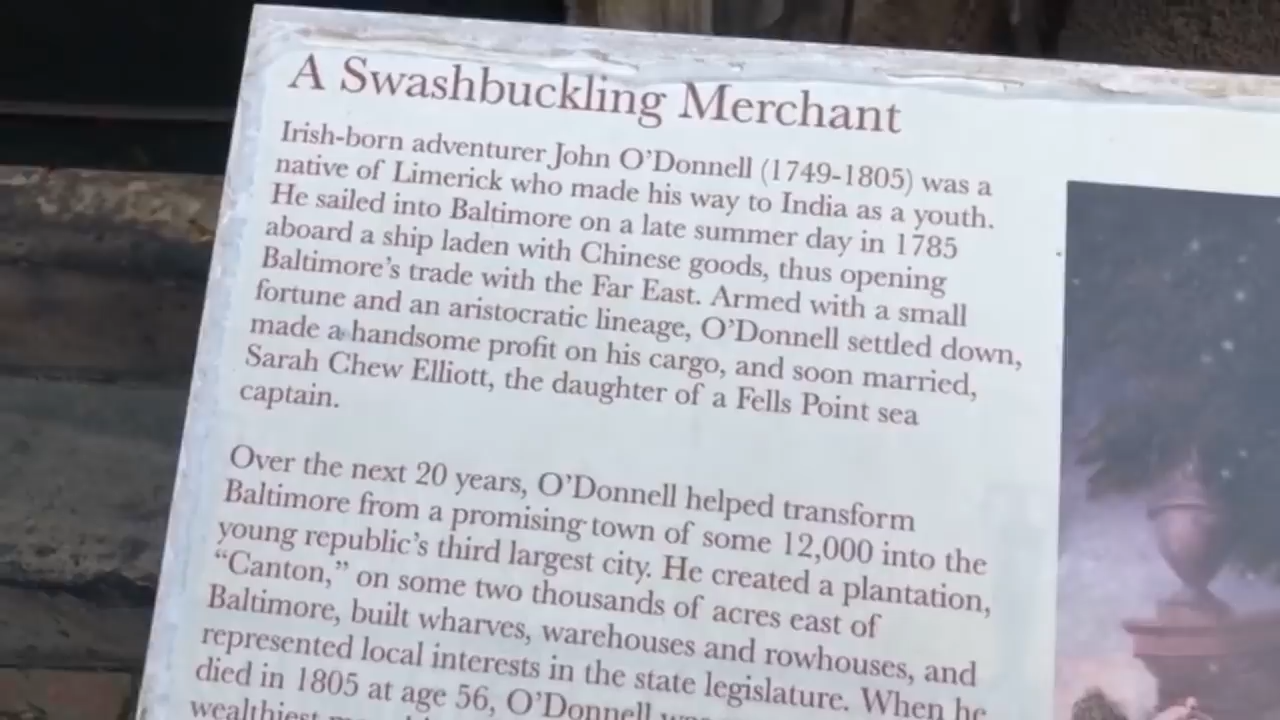 A Swashbuckling Merchant
Irish-born adventurer John O’Donnell (1749-1805) was a
native of Limerick who made his way to India as a youth.
He sailed into Baltimore on a late summer day in 1785
aboard a ship laden with Chinese goods, thus opening
Baltimore’s trade with the Far East. Armed with a small
fortune and an aristocratic lineage, O’Donnell settled down,
made a handsome profit on his cargo, and soon married,
Sarah Chew Elliott, the daughter of a Fells Point sea
captain.
Over the next 20 years, O’Donnell helped transform
Baltimore from a promising town of some 12,000 into the
young republic’s third largest city. He created a plantation,
“Canton,” on some two thousands of acres east of
Baltimore, built wharves, warehouses and rowhouses, and
represented local interests in the state legislature. When he
died in 1805 at age 56, O’Donnell was
wealthiest